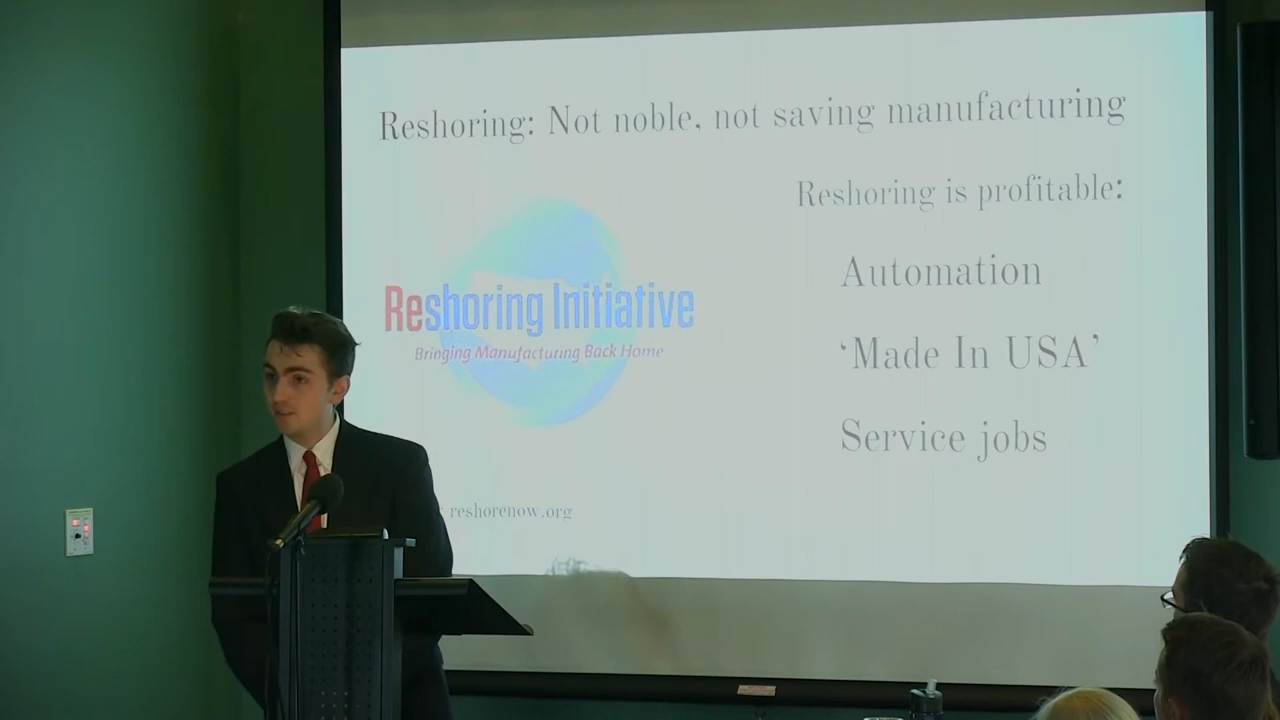 Reshoring: Not noble, not saving manufacturing
Reshoring is profitable:
Reshoring Initiative
Bringing Manufacturing Back Home
Automation
‘Made In USA’
Service jobs
reshorenow.org